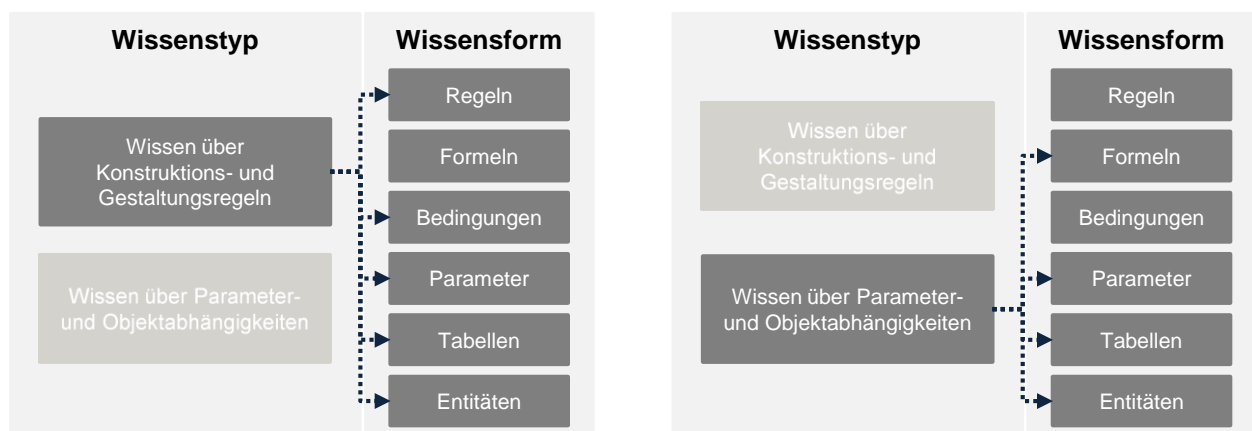 Wissenstyp
Wissensform
Wissen über
Konstruktions- und
Gestaltungsregeln
Wissen über Parameter-
und Objektabhängigkeiten
Regeln
Formeln
Bedingungen
Parameter
Tabellen
Entitäten
Wissenstyp
Wissensform
Wissen über
Konstruktions- und
Gestaltungsregeln
Wissen über Parameter-
und Objektabhängigkeiten
Regeln
Formeln
Bedingungen
Parameter
Tabellen
Entitäten